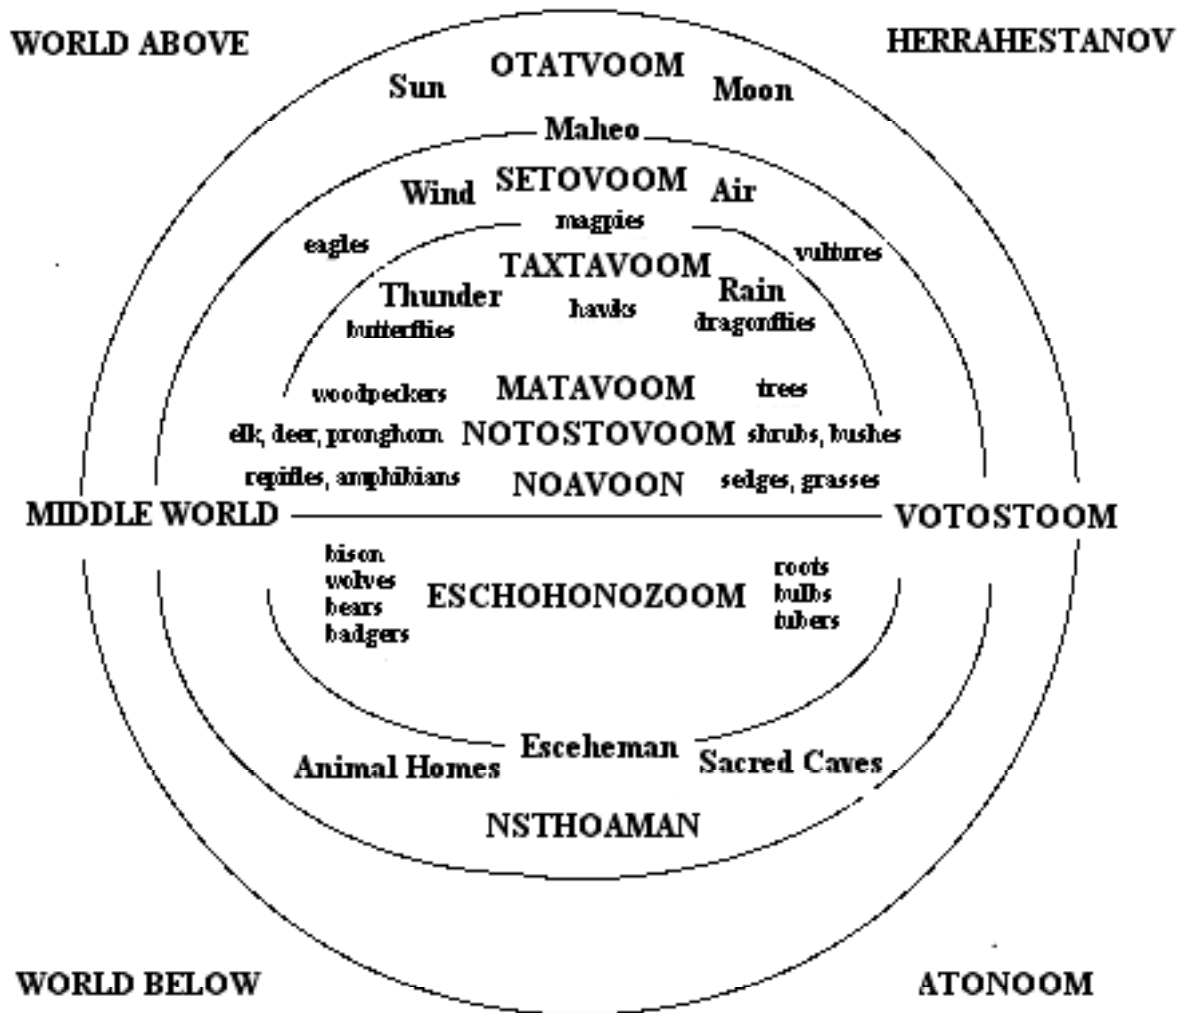 WORLD ABOVE
HERRAHESTANOV
OTATVOOM
Sun
Moon
Maheo
SETOVOOM
Wind
Air
magpies
eagles
vultures
TAXTAVOOM
Thunder
Rain
hawks
butterflies
dragonflies
woodpeckers
MATAVOOM
trees
elk, deer, pronghorn
NOTOSTOVOOM
shrubs, bushes
reptiles, amphibians
NOAVOON
sedges, grasses
MIDDLE WORLD
VOTOSTOOM
bison
wolves
bears
badgers
ESCHOHONOZOOM
roots
bulbs
tubers
Esceheman
Animal Homes
Sacred Caves
NSTHOAMAN
WORLD BELOW
ATONOOM